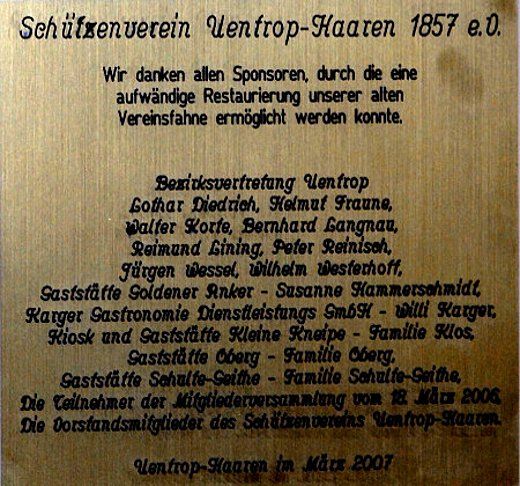 Schützenverein Uentrop-Haaren 1857 e.V.
Wir danken allen Sponsoren, durch die eine
aufwändige Restaurierung unserer alten
Vereinsfahne ermöglicht werden konnte.
Bezirksvertretung Uentrop
Lothar Diedrich, Helmut Fraune,
Walter Korte, Bernhard Langnau,
Reimund Lining, Peter Reinisch,
Jürgen Wessel, Wilhelm Westerhoff,
Gaststätte Goldener Anker - Susanne Hammerschmidt,
Karger Gastronomie Dienstleistungs GmbH - Willi Karger,
Kiosk und Gaststätte Kleine Kneipe - Familie Klos,
Gaststätte Oberg - Familie Oberg,
Gaststätte Schulte-Geithe - Familie Schulte-Geithe,
Die Teilnehmer der Mitgliederversammlung vom 18. März 2006,
Die Vorstandsmitglieder des Schützenvereins Uentrop-Haaren.
Uentrop-Haaren im März 2007